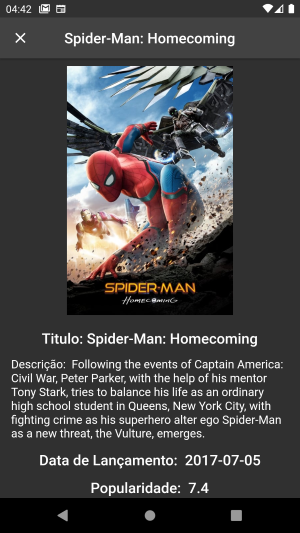 04:42
Spider-Man: Homecoming
SPIDER-MAN
HOMECOMING
Titulo: Spider-Man: Homecoming
Descrição: Following the events of Captain America:
Civil War, Peter Parker, with the help of his mentor
Tony Stark, tries to balance his life as an ordinary
high school student in Queens, New York City, with
fighting crime as his superhero alter ego Spider-Man
as a new threat, the Vulture, emerges.
Data de Lançamento: 2017-07-05
Popularidade: 7.4